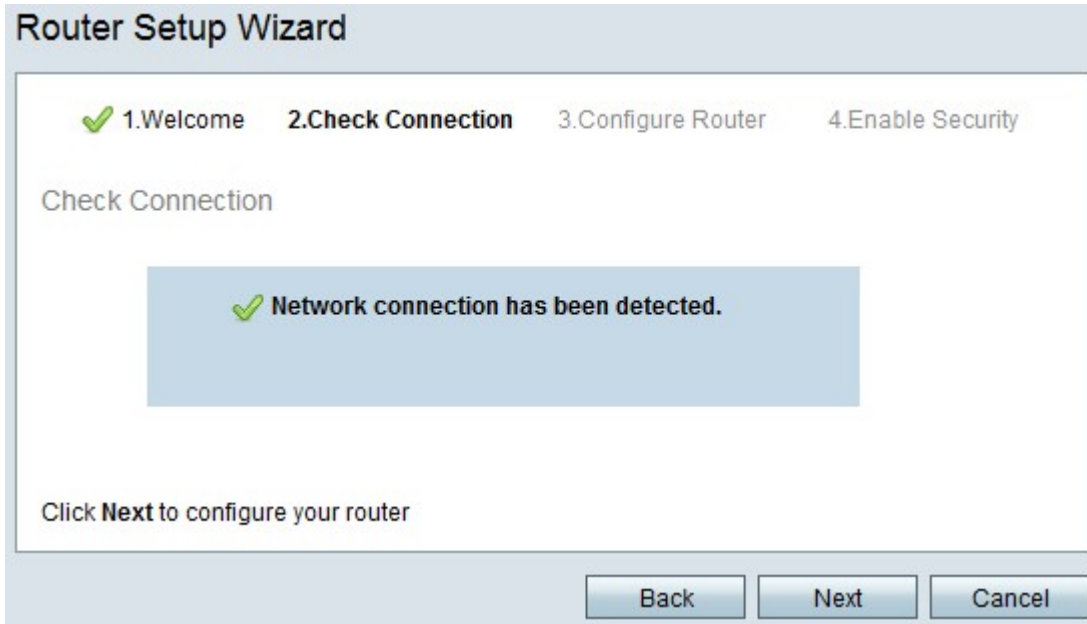 Router Setup Wizard
1.Welcome 2.Check Connection 3.Configure Router 4.Enable Security
Check Connection
Network connection has been detected.
Click Next to configure your router
Back Next Cancel